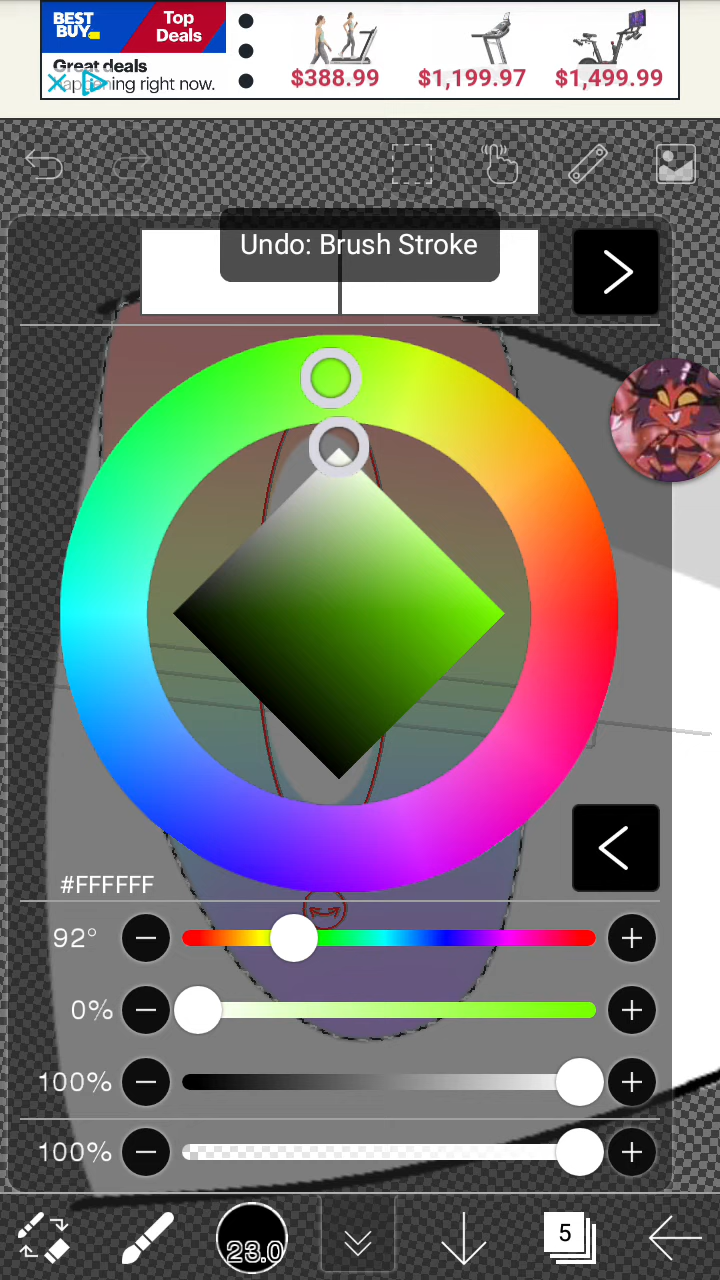 BEST BUY
Top Deals
Great deals
happening right now.
$388.99
$1,199.97
$1,499.99
Undo: Brush Stroke
#FFFFFF
92°
0%
100%
100%
23.0
5